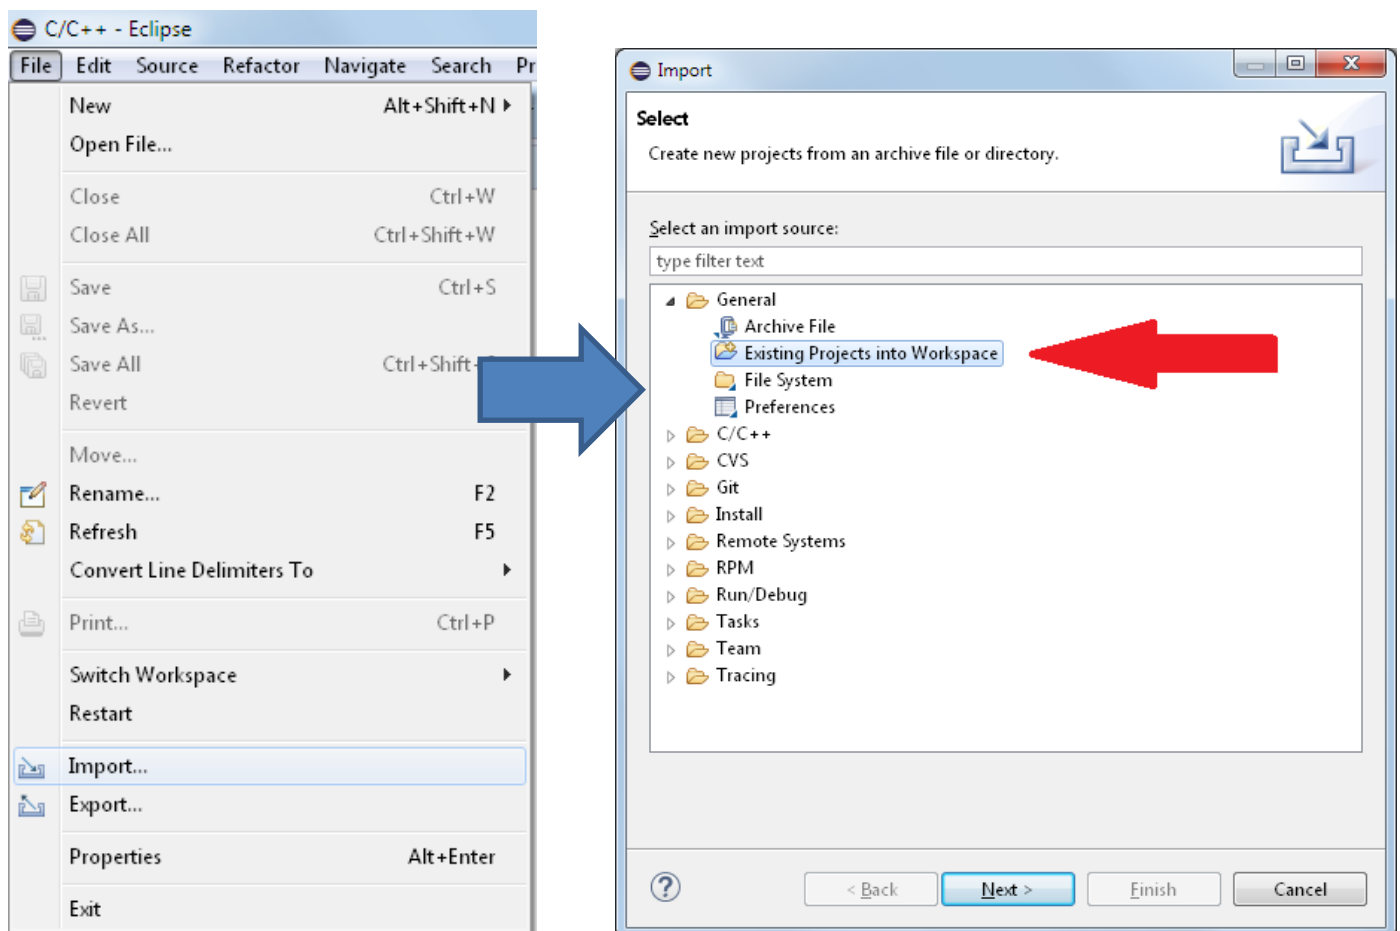 C/C++ - Eclipse
File Edit Source Refactor Navigate Search
New Alt+Shift+N
Open File...
Close Ctrl+W
Close All Ctrl+Shift+W
Save Ctrl+S
Save As...
Save All Ctrl+Shift
Revert
Move...
Rename... F2
Refresh F5
Convert Line Delimiters To
Print... Ctrl+P
Switch Workspace
Restart
Import...
Export...
Properties Alt+Enter
Exit
Import
Select
Create new projects from an archive file or directory.
Select an import source:
type filter text
General
Archive File
Existing Projects into Workspace
File System
Preferences
C/C++
CVS
Git
Install
Remote Systems
RPM
Run/Debug
Tasks
Team
Tracing
< Back Next > Finish Cancel